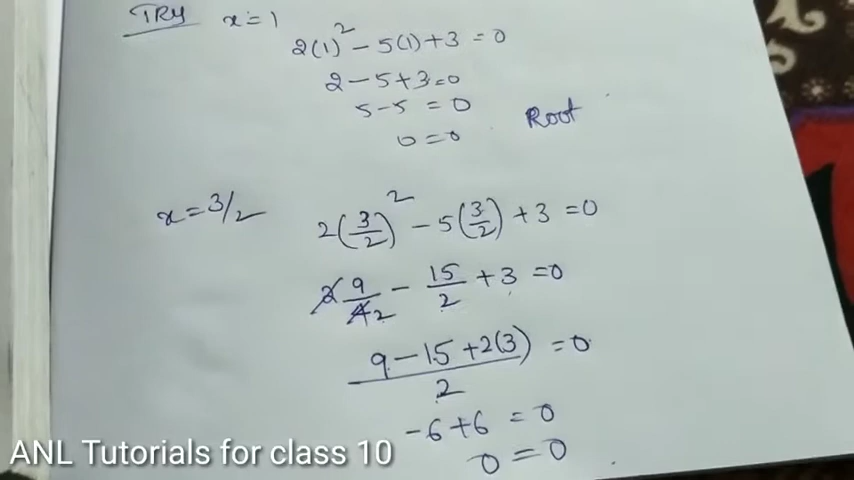 TRY x = 1
2(1)² - 5(1) + 3 = 0
2 - 5 + 3 = 0
5 - 5 = 0
0 = 0 Root
x = 3/2 2(3/2)² - 5(3/2) + 3 = 0
2 9/4 2 - 15/2 + 3 = 0
9 - 15 + 2(3) / 2 = 0
-6 + 6 = 0
0 = 0
ANL Tutorials for class 10